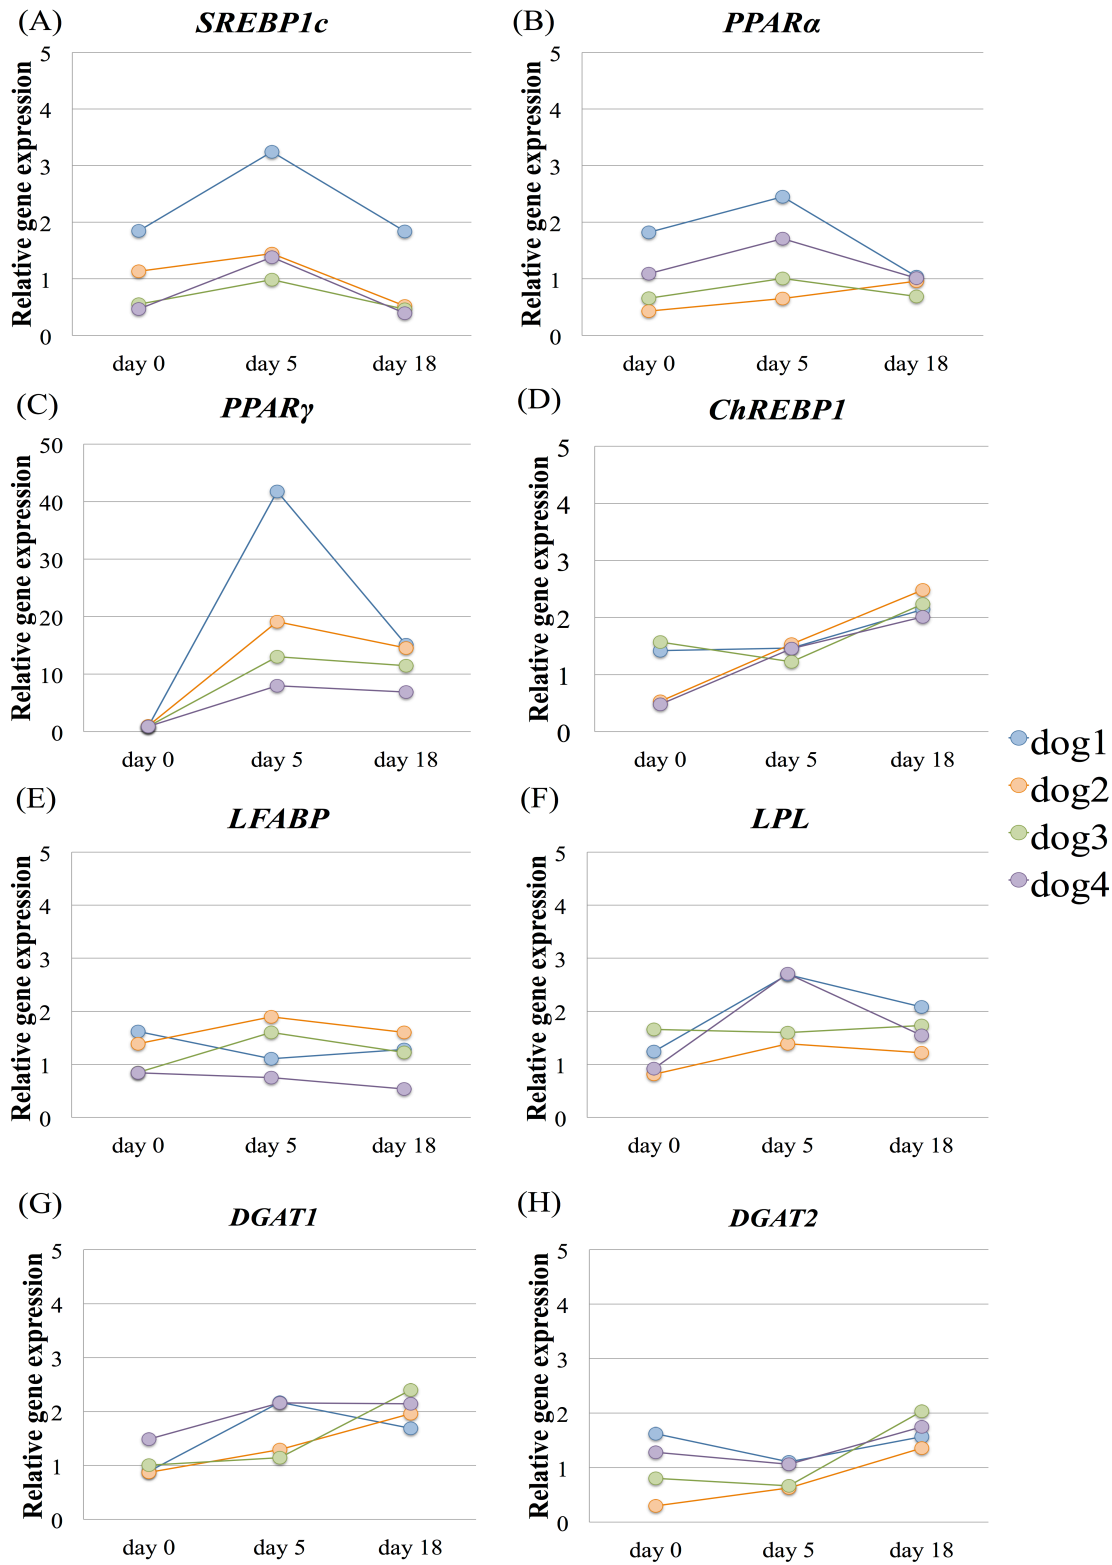 (A) SREBP1c
Relative gene expression
5
4
3
2
1
0
day 0 day 5 day 18
(B) PPARα
Relative gene expression
5
4
3
2
1
0
day 0 day 5 day 18
(C) PPARγ
Relative gene expression
50
40
30
20
10
0
day 0 day 5 day 18
(D) ChREBP1
Relative gene expression
5
4
3
2
1
0
day 0 day 5 day 18
dog1
dog2
dog3
dog4
(E) LFABP
Relative gene expression
5
4
3
2
1
0
day 0 day 5 day 18
(F) LPL
Relative gene expression
5
4
3
2
1
0
day 0 day 5 day 18
(G) DGAT1
Relative gene expression
5
4
3
2
1
0
day 0 day 5 day 18
(H) DGAT2
Relative gene expression
5
4
3
2
1
0
day 0 day 5 day 18